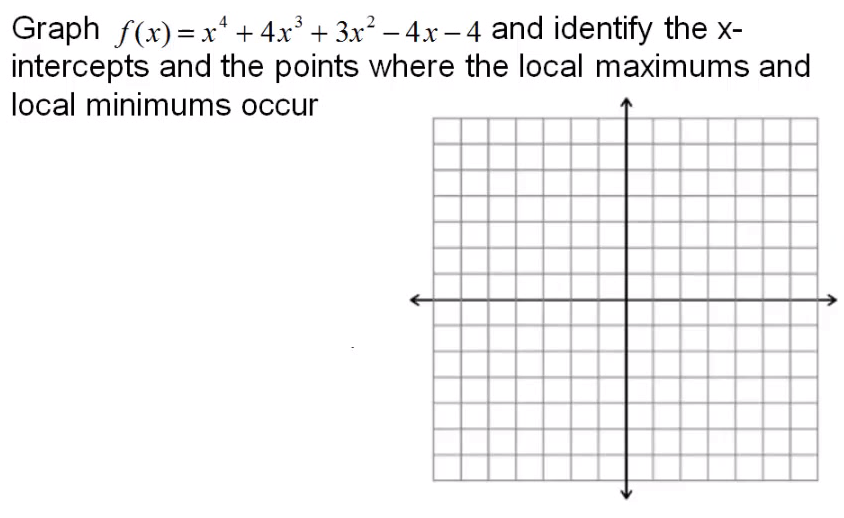 Graph f(x) = x⁴ + 4x³ + 3x² – 4x – 4 and identify the x-
intercepts and the points where the local maximums and
local minimums occur